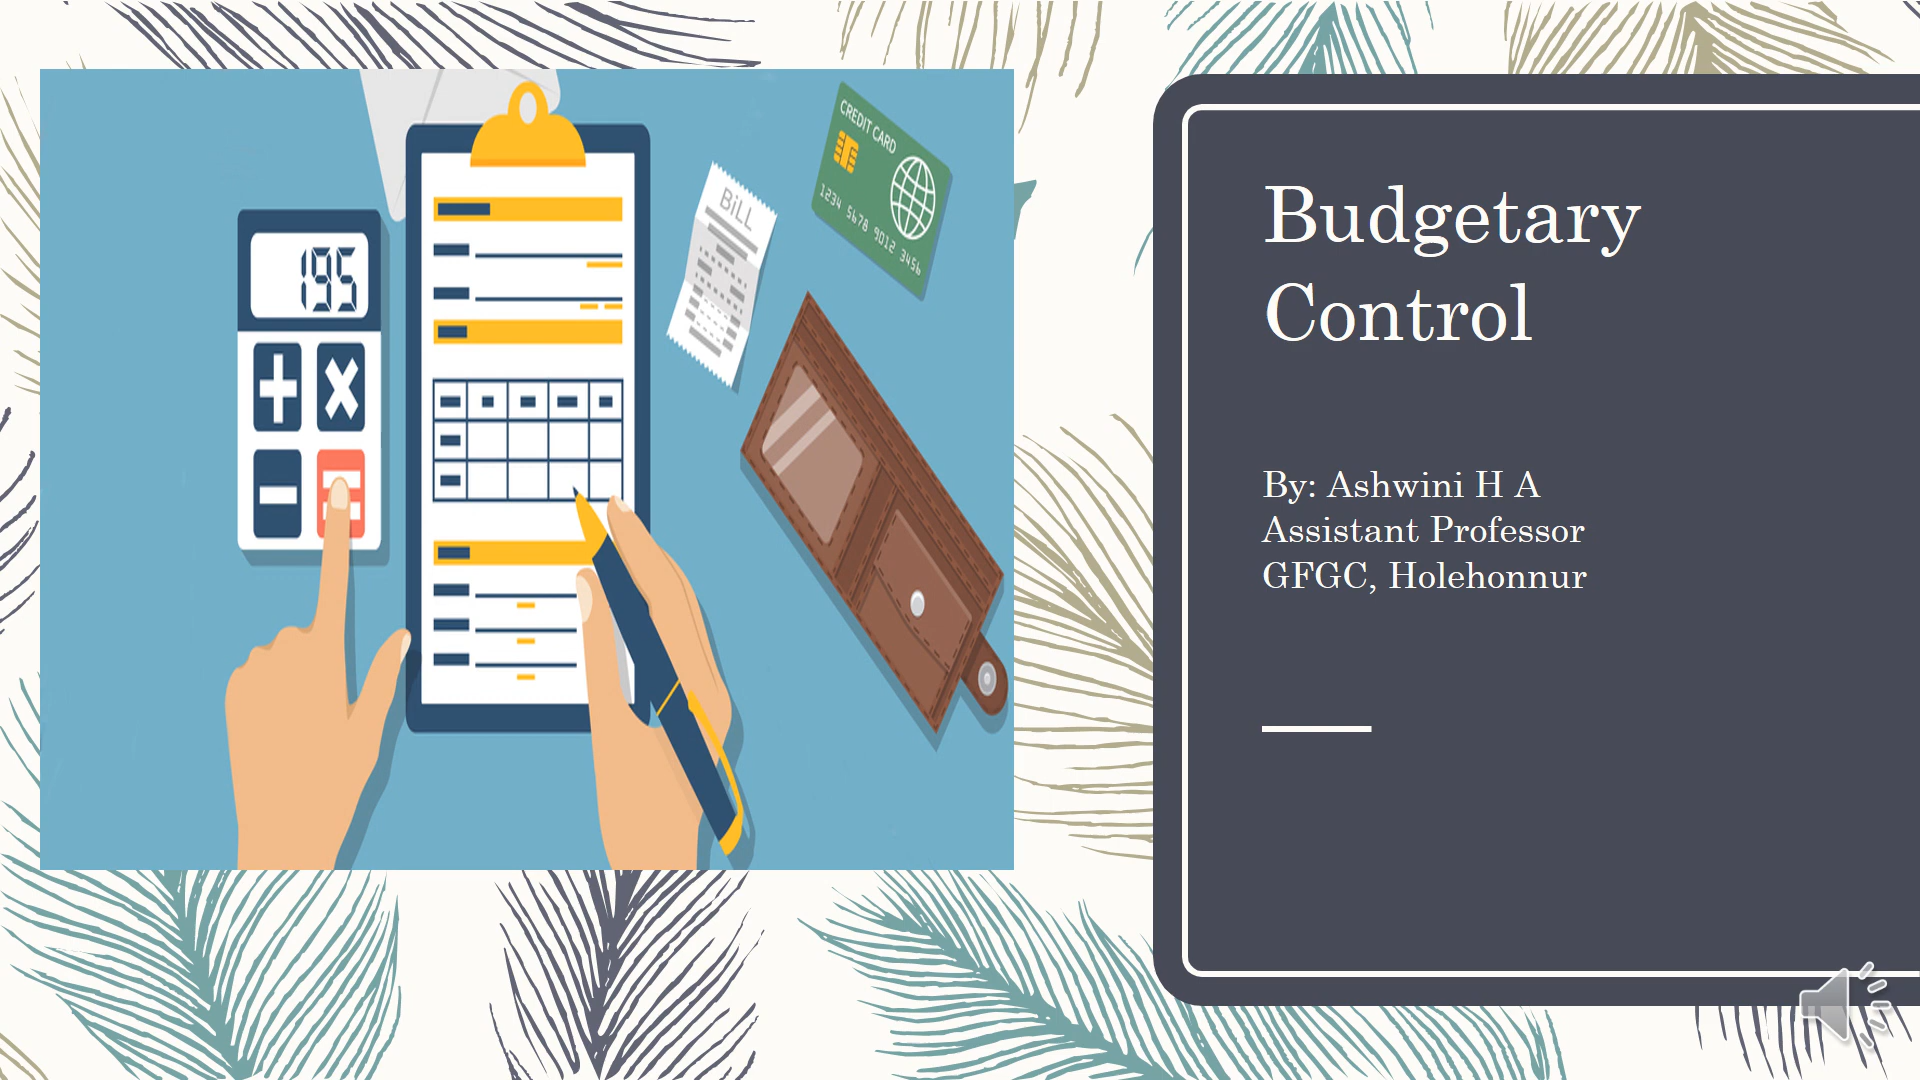 195
BiLL
CREDIT CARD
1234 5678 9012 3456
Budgetary
Control
By: Ashwini H A
Assistant Professor
GFGC, Holehonnur